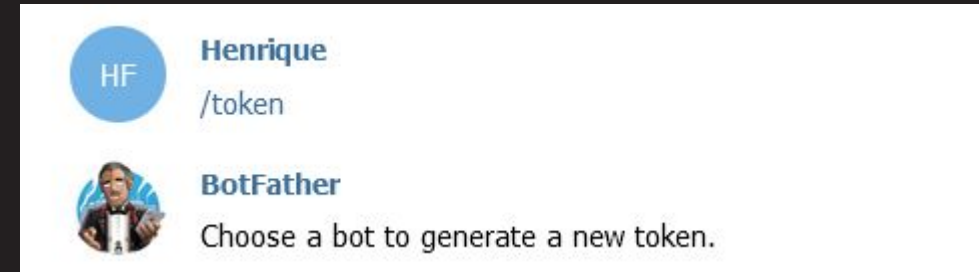 HF
Henrique
/token
BotFather
Choose a bot to generate a new token.